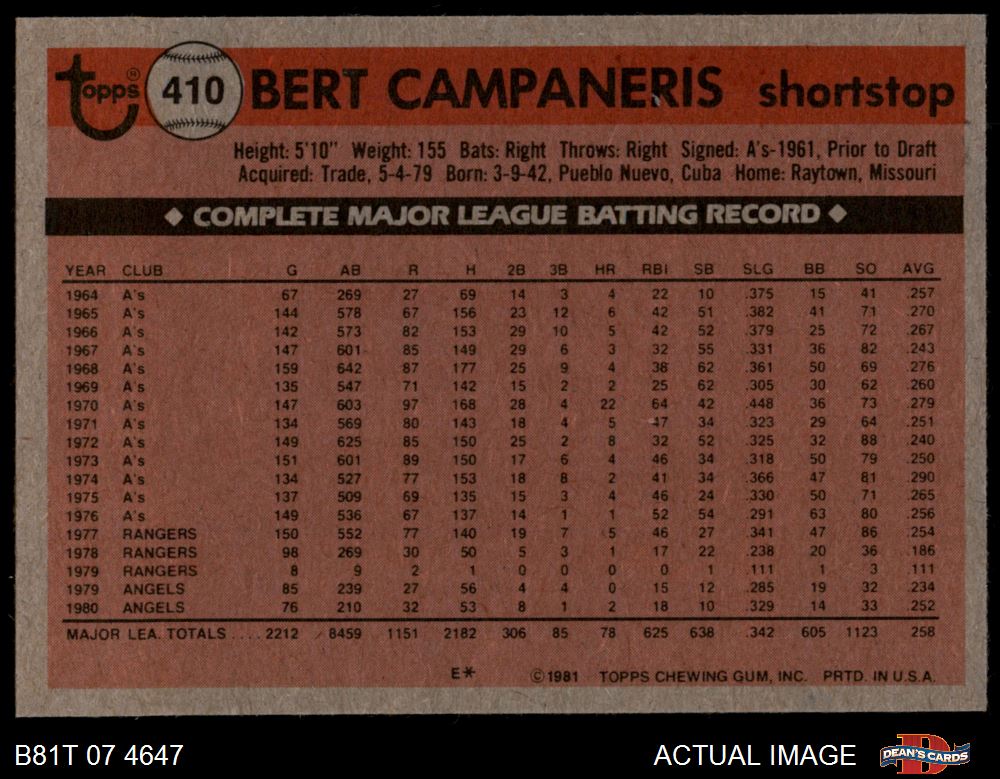 topps® 410 BERT CAMPANERIS shortstop
Height: 5'10" Weight: 155 Bats: Right Throws: Right Signed: A's-1961, Prior to Draft
Acquired: Trade, 5-4-79 Born: 3-9-42, Pueblo Nuevo, Cuba Home: Raytown, Missouri
◆ COMPLETE MAJOR LEAGUE BATTING RECORD ◆
YEAR CLUB G AB R H 2B 3B HR RBI SB SLG BB SO AVG
1964 A's 67 269 27 69 14 3 4 22 10 .375 15 41 .257
1965 A's 144 578 67 156 23 12 6 42 51 .382 41 71 .270
1966 A's 142 573 82 153 29 10 5 42 52 .379 25 72 .267
1967 A's 147 601 85 149 29 6 3 32 55 .331 36 82 .243
1968 A's 159 642 87 177 25 9 4 38 62 .361 50 69 .276
1969 A's 135 547 71 142 15 2 2 25 62 .305 30 62 .260
1970 A's 147 603 97 168 28 4 22 64 42 .448 36 73 .279
1971 A's 134 569 80 143 18 4 5 47 34 .323 29 64 .251
1972 A's 149 625 85 150 25 2 8 32 52 .325 32 88 .240
1973 A's 151 601 89 150 17 6 4 46 34 .318 50 79 .250
1974 A's 134 527 77 153 18 8 2 41 34 .366 47 81 .290
1975 A's 137 509 69 135 15 3 4 46 24 .330 50 71 .265
1976 A's 149 536 67 137 14 1 1 52 54 .291 63 80 .256
1977 RANGERS 150 552 77 140 19 7 5 46 27 .341 47 86 .254
1978 RANGERS 98 269 30 50 5 3 1 17 22 .238 20 36 .186
1979 RANGERS 8 9 2 1 0 0 0 0 1 .111 1 3 .111
1979 ANGELS 85 239 27 56 4 4 0 15 12 .285 19 32 .234
1980 ANGELS 76 210 32 53 8 1 2 18 10 .329 14 33 .252
MAJOR LEA. TOTALS .... 2212 8459 1151 2182 306 85 78 625 638 .342 605 1123 .258
E* ©1981 TOPPS CHEWING GUM, INC. PRTD. IN U.S.A.
B81T 07 4647 ACTUAL IMAGE DEAN'S CARDS